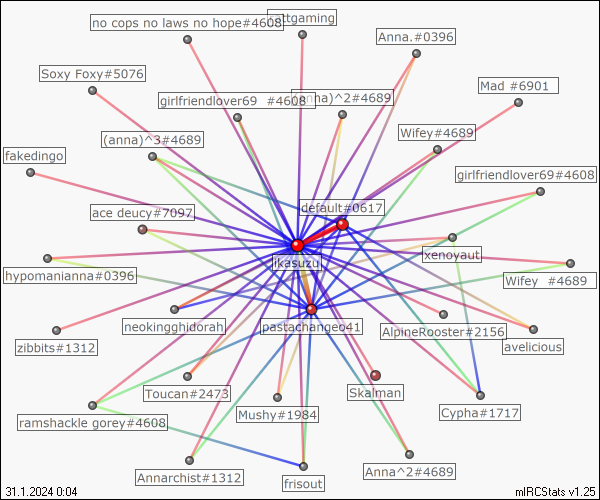 no cops no laws no hope#4608
ttgaming
Anna.#0396
Soxy Foxy#5076
girlfriendlover69 #4608
nna)^2#4689
Mad #6901
(anna)^3#4689
Wifey#4689
fakedingo
girlfriendlover69#4608
ace deucy#7097
default#0617
ikasuzu
xenoyaut
hypomanianna#0396
Wifey #4689
neokingghidorah
pastachangeo41
AlpineRooster#2156
zibbits#1312
avelicious
Toucan#2473
Skalman
Mushy#1984
Cypha#1717
ramshackle gorey#4608
Annarchist#1312
frisout
Anna^2#4689
31.1.2024 0:04
mIRCStats v1.25